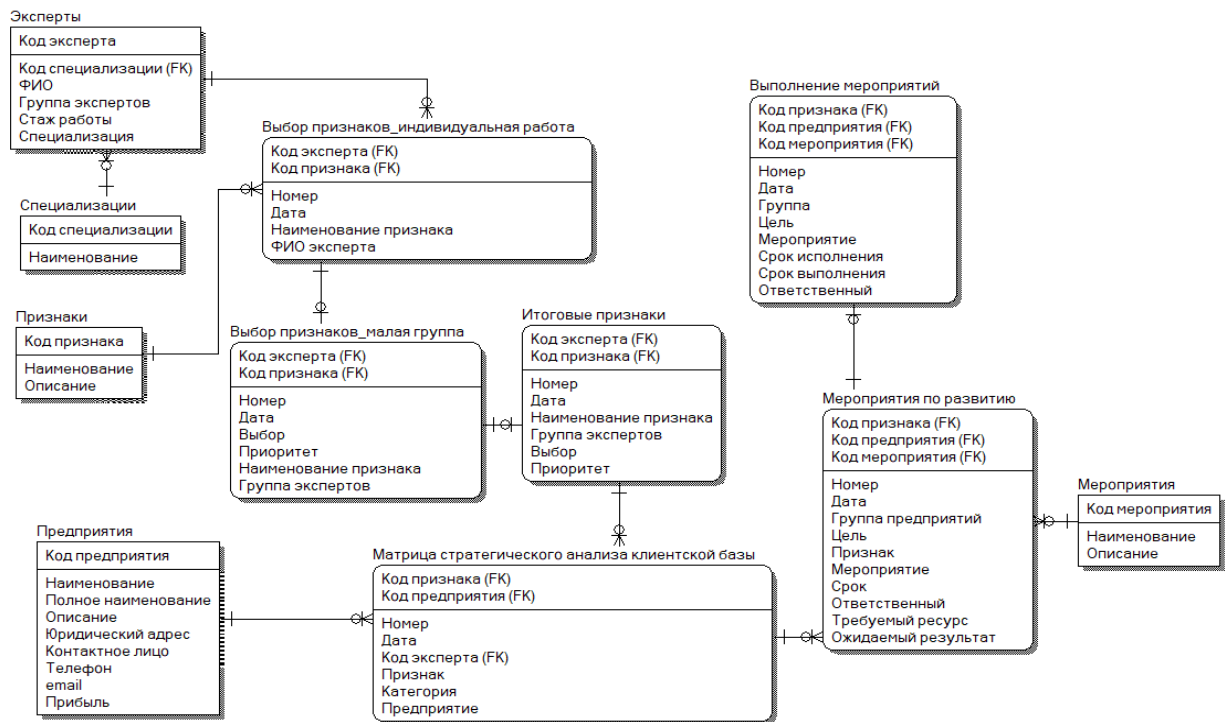 Эксперты
Код эксперта
Код специализации (FK)
ФИО
Группа экспертов
Стаж работы
Специализация
Специализации
Код специализации
Наименование
Признаки
Код признака
Наименование
Описание
Выбор признаков_индивидуальная работа
Код эксперта (FK)
Код признака (FK)
Номер
Дата
Наименование признака
ФИО эксперта
Выбор признаков_малая группа
Код эксперта (FK)
Код признака (FK)
Номер
Дата
Выбор
Приоритет
Наименование признака
Группа экспертов
Итоговые признаки
Код эксперта (FK)
Код признака (FK)
Номер
Дата
Наименование признака
Группа экспертов
Выбор
Приоритет
Выполнение мероприятий
Код признака (FK)
Код предприятия (FK)
Код мероприятия (FK)
Номер
Дата
Группа
Цель
Мероприятие
Срок исполнения
Срок выполнения
Ответственный
Мероприятия по развитию
Код признака (FK)
Код предприятия (FK)
Код мероприятия (FK)
Номер
Дата
Группа предприятий
Цель
Признак
Мероприятие
Срок
Ответственный
Требуемый ресурс
Ожидаемый результат
Мероприятия
Код мероприятия
Наименование
Описание
Предприятия
Код предприятия
Наименование
Полное наименование
Описание
Юридический адрес
Контактное лицо
Телефон
email
Прибыль
Матрица стратегического анализа клиентской базы
Код признака (FK)
Код предприятия (FK)
Номер
Дата
Код эксперта (FK)
Признак
Категория
Предприятие